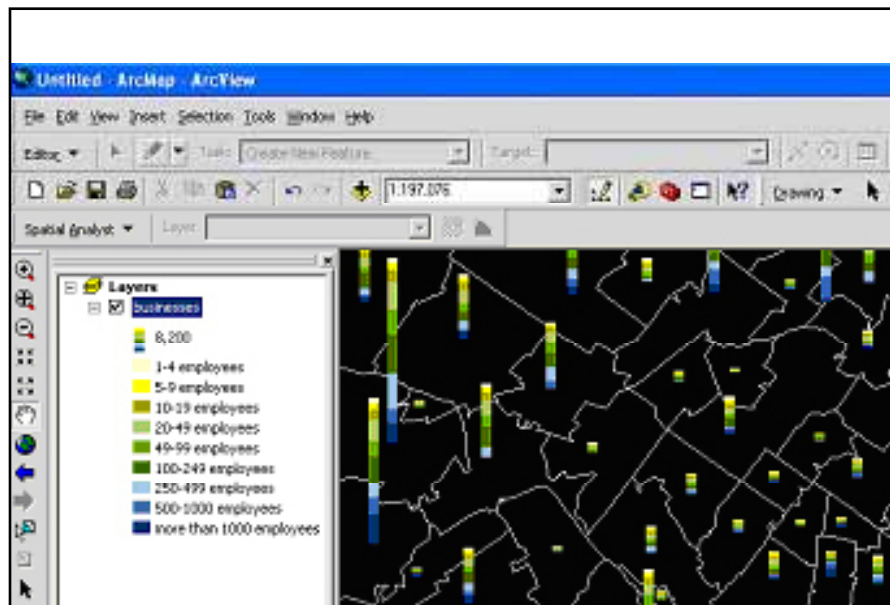 Untitled - ArcMap - ArcView
File Edit View Insert Selection Tools Window Help
Editor Task: Create New Feature Target:
1:197,076 Drawing
Spatial Analyst Layer:
Layers
businesses
8,200
1-4 employees
5-9 employees
10-19 employees
20-49 employees
49-99 employees
100-249 employees
250-499 employees
500-1000 employees
more than 1000 employees